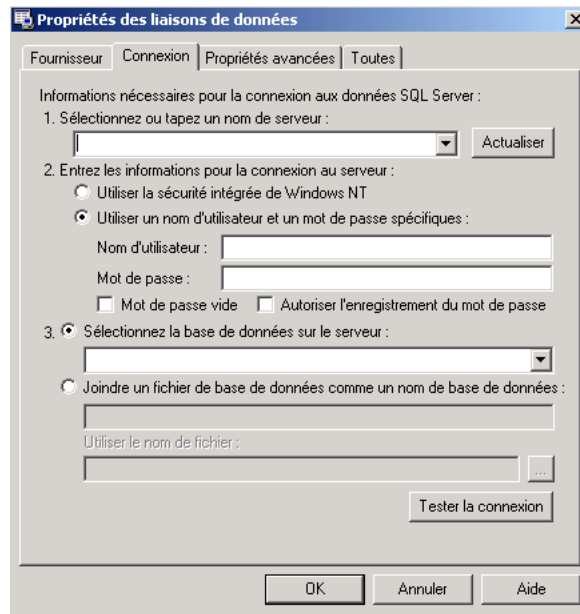 Propriétés des liaisons de données
Fournisseur Connexion Propriétés avancées Toutes
Informations nécessaires pour la connexion aux données SQL Server :
1. Sélectionnez ou tapez un nom de serveur :
Actualiser
2. Entrez les informations pour la connexion au serveur :
Utiliser la sécurité intégrée de Windows NT
Utiliser un nom d'utilisateur et un mot de passe spécifiques :
Nom d'utilisateur :
Mot de passe :
Mot de passe vide Autoriser l'enregistrement du mot de passe
3. Sélectionnez la base de données sur le serveur :
Joindre un fichier de base de données comme un nom de base de données :
Utiliser le nom de fichier :
...
Tester la connexion
OK Annuler Aide